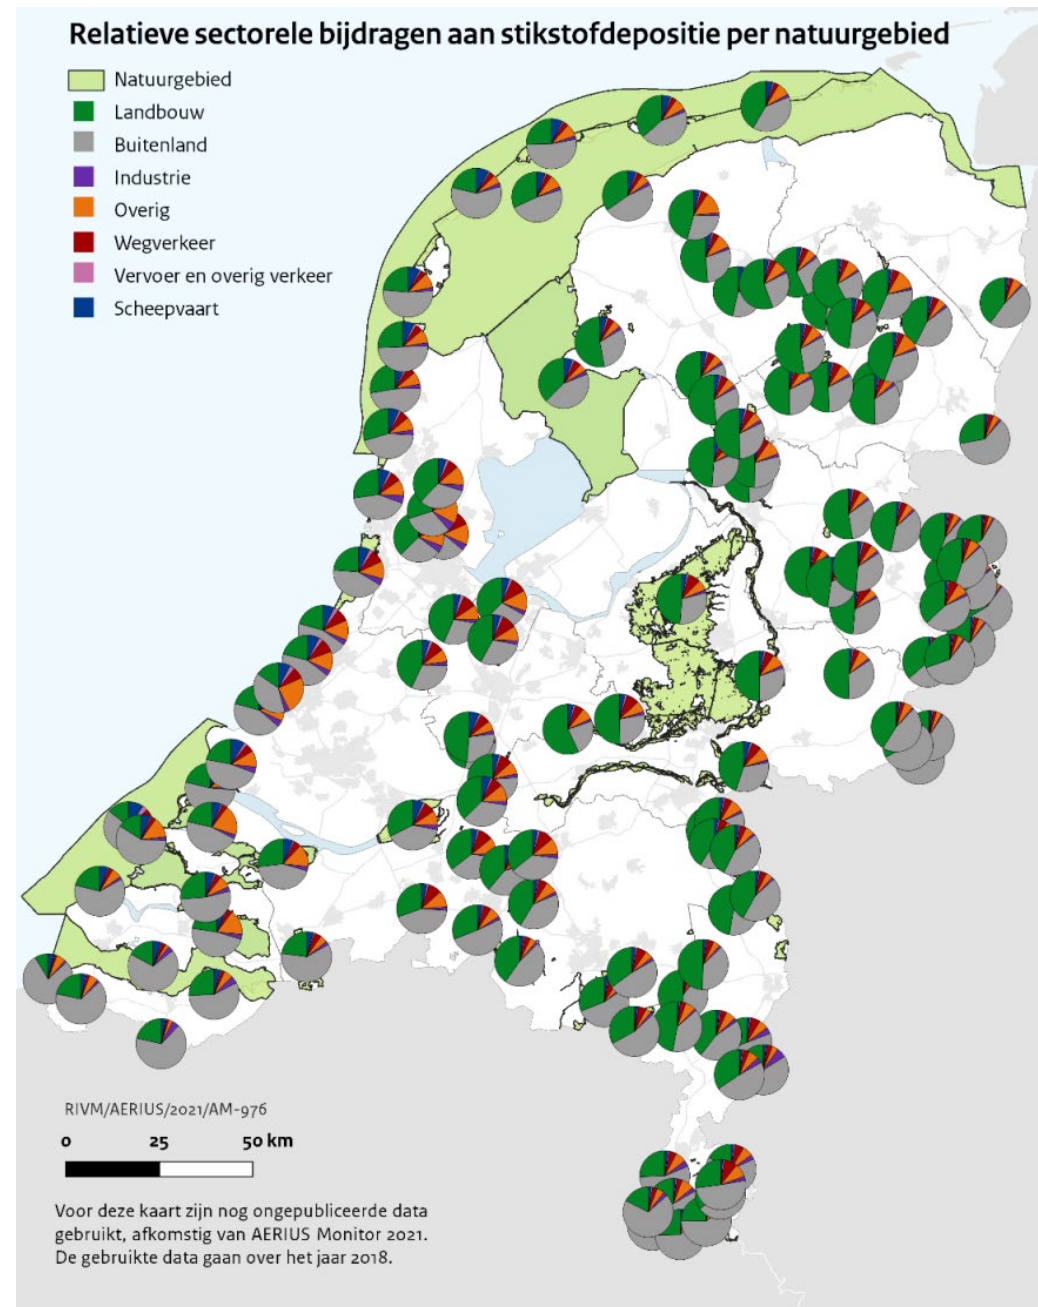 Relatieve sectorele bijdragen aan stikstofdepositie per natuurgebied
Natuurgebied
Landbouw
Buitenland
Industrie
Overig
Wegverkeer
Vervoer en overig verkeer
Scheepvaart
RIVM/AERIUS/2021/AM-976
0 25 50 km
Voor deze kaart zijn nog ongepubliceerde data
gebruikt, afkomstig van AERIUS Monitor 2021.
De gebruikte data gaan over het jaar 2018.